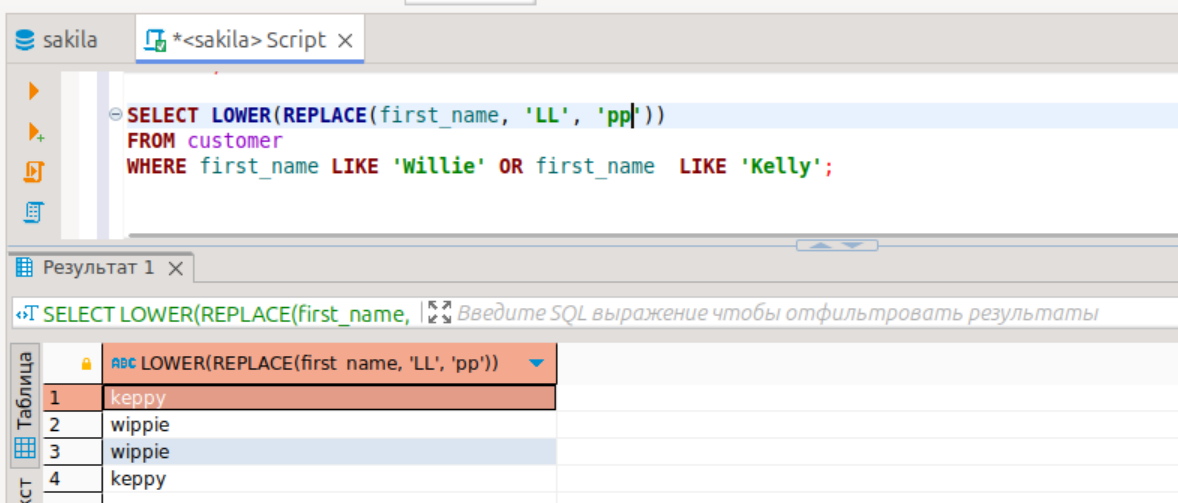 sakila
*<sakila> Script
SELECT LOWER(REPLACE(first_name, 'LL', 'pp'))
FROM customer
WHERE first_name LIKE 'Willie' OR first_name  LIKE 'Kelly';
Результат 1
SELECT LOWER(REPLACE(first_name,
Введите SQL выражение чтобы отфильтровать результаты
Таблица
ABC LOWER(REPLACE(first_name, 'LL', 'pp'))
1 keppy
2 wippie
3 wippie
4 keppy